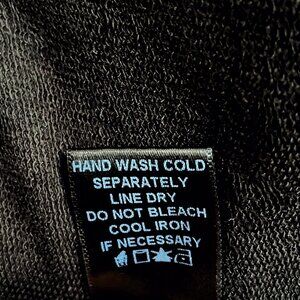 HAND WASH COLD
SEPARATELY
LINE DRY
DO NOT BLEACH
COOL IRON
IF NECESSARY